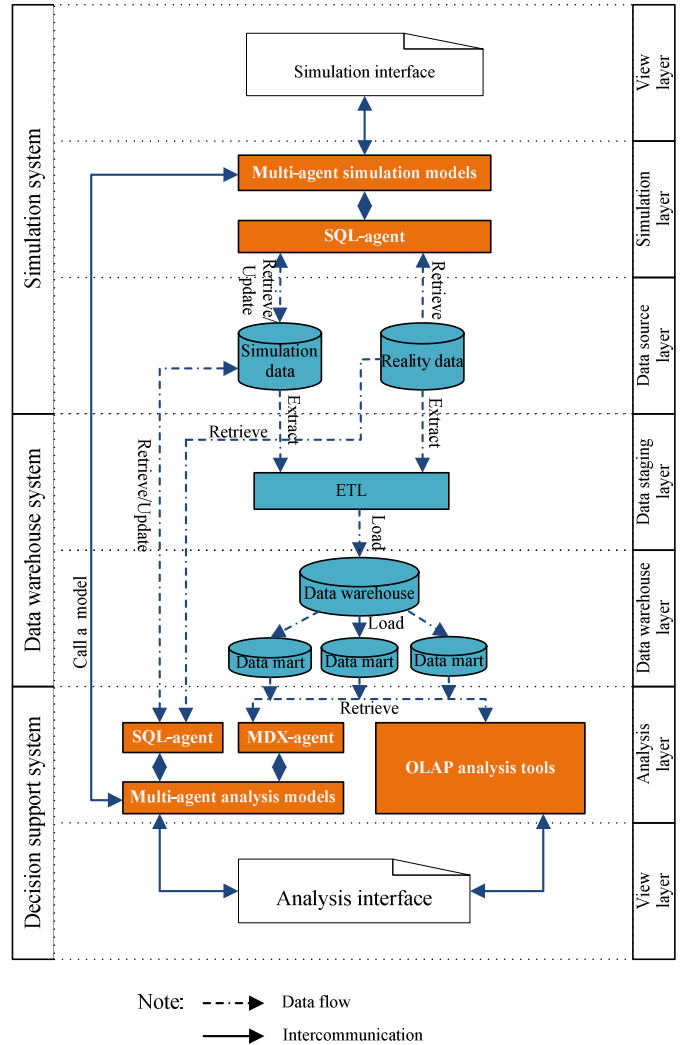 Simulation interface
View
layer
Simulation system
Multi-agent simulation models
Simulation
layer
SQL-agent
Retrieve/
Update
Retrieve
Simulation
data
Reality data
Data source
layer
Extract
Extract
Retrieve
Retrieve/Update
Data warehouse system
ETL
Data staging
layer
Load
Data warehouse
Load
Data mart
Data mart
Data mart
Data warehouse
layer
Call a model
Retrieve
Decision support system
SQL-agent
MDX-agent
OLAP analysis tools
Multi-agent analysis models
Analysis
layer
Analysis interface
View
layer
Note:
Data flow
Intercommunication